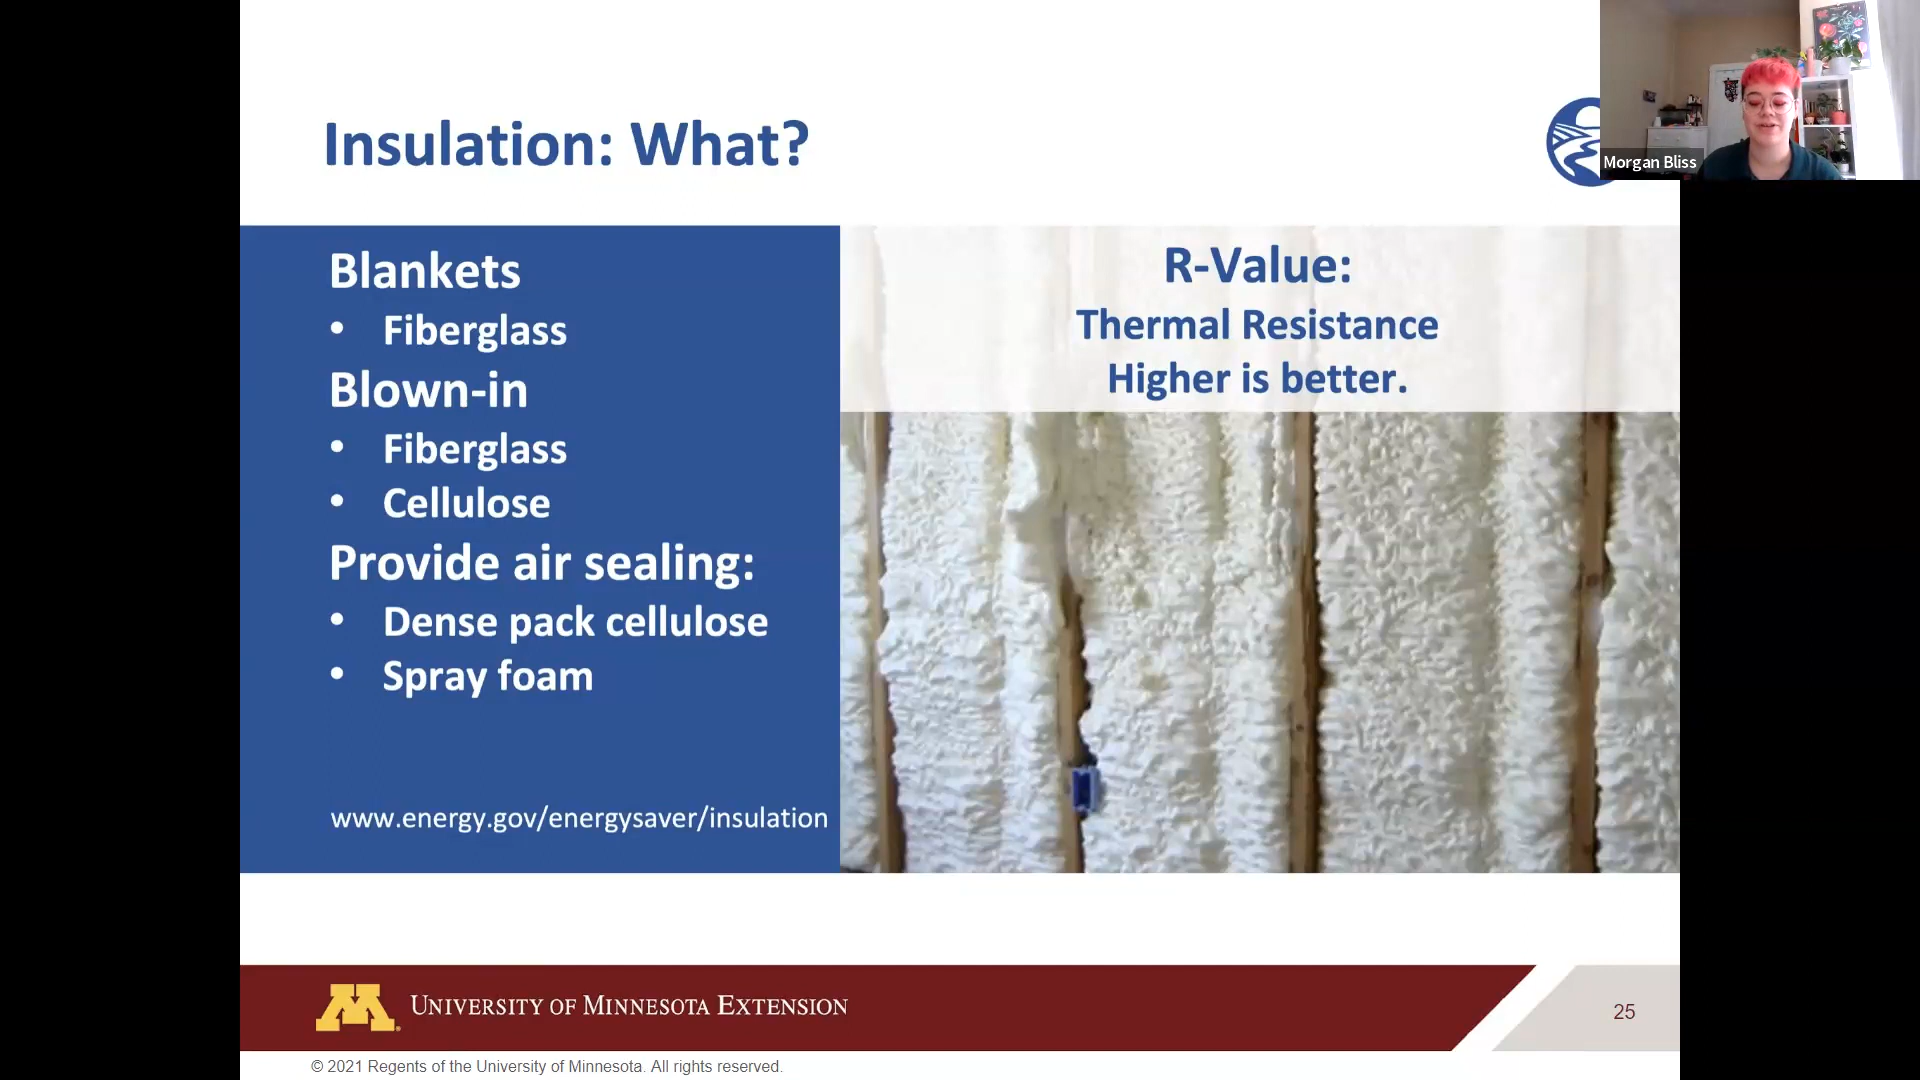 Insulation: What?
Morgan Bliss
Blankets
• Fiberglass
Blown-in
• Fiberglass
• Cellulose
Provide air sealing:
• Dense pack cellulose
• Spray foam
www.energy.gov/energysaver/insulation
R-Value:
Thermal Resistance
Higher is better.
M
UNIVERSITY OF MINNESOTA EXTENSION
25
© 2021 Regents of the University of Minnesota. All rights reserved.